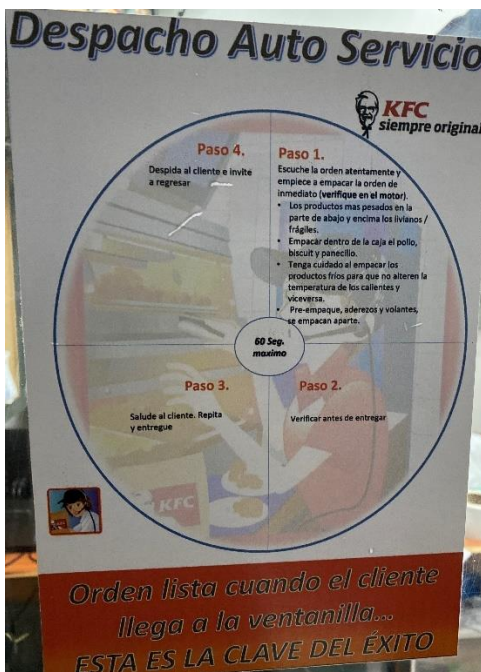 Despacho Auto Servicio
KFC
siempre original
Paso 1.
Escuche la orden atentamente y
empiece a empacar la orden de
inmediato (verifique en el motor).
• Los productos mas pesados en la
parte de abajo y encima los livianos /
frágiles.
• Empacar dentro de la caja el pollo,
biscuit y panecillo.
• Tenga cuidado al empacar los
productos fríos para que no alteren la
temperatura de los calientes y
viceversa.
• Pre-empaque, aderezos y volantes,
se empacan aparte.
Paso 2.
Verificar antes de entregar
Paso 3.
Salude al cliente. Repita
y entregue
Paso 4.
Despida al cliente e invite
a regresar
60 Seg.
maximo
KFC
Orden lista cuando el cliente
llega a la ventanilla...
ESTA ES LA CLAVE DEL ÉXITO